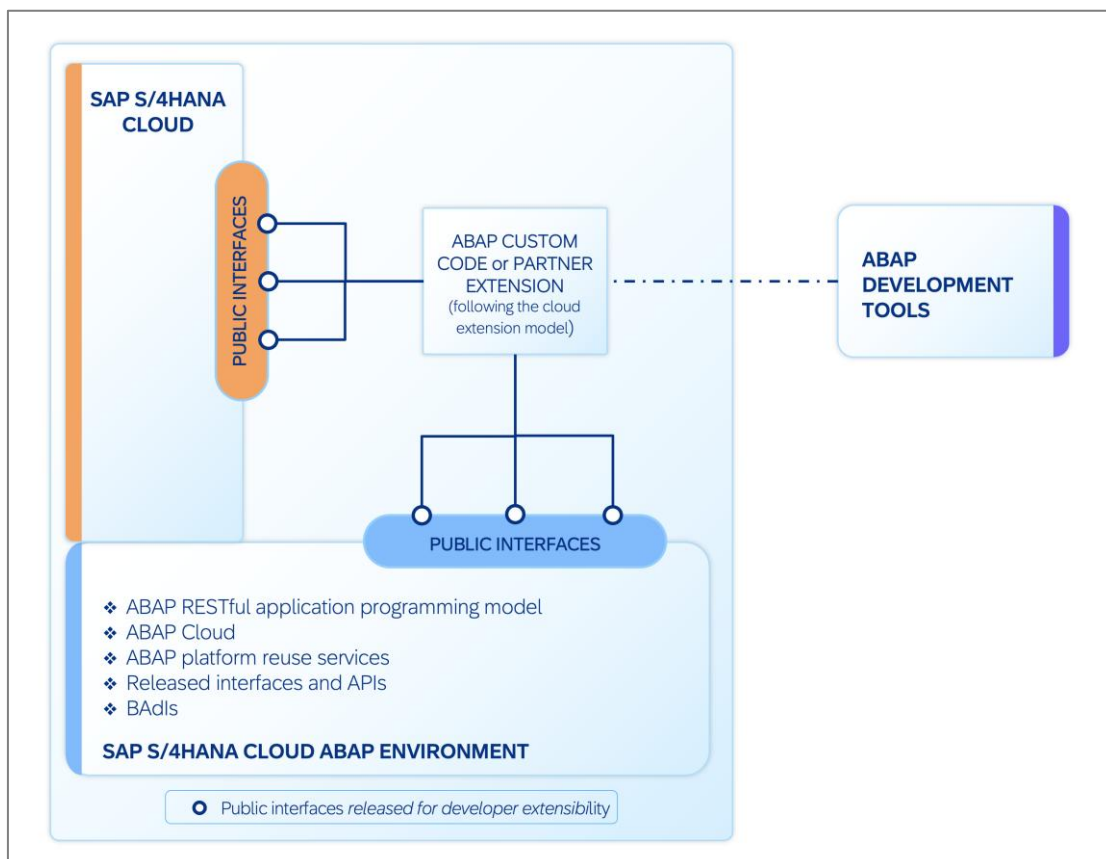 SAP S/4HANA
CLOUD
PUBLIC INTERFACES
ABAP CUSTOM
CODE or PARTNER
EXTENSION
(following the cloud
extension model)
ABAP
DEVELOPMENT
TOOLS
PUBLIC INTERFACES
❖ ABAP RESTful application programming model
❖ ABAP Cloud
❖ ABAP platform reuse services
❖ Released interfaces and APIs
❖ BAdIs
SAP S/4HANA CLOUD ABAP ENVIRONMENT
Public interfaces released for developer extensibility